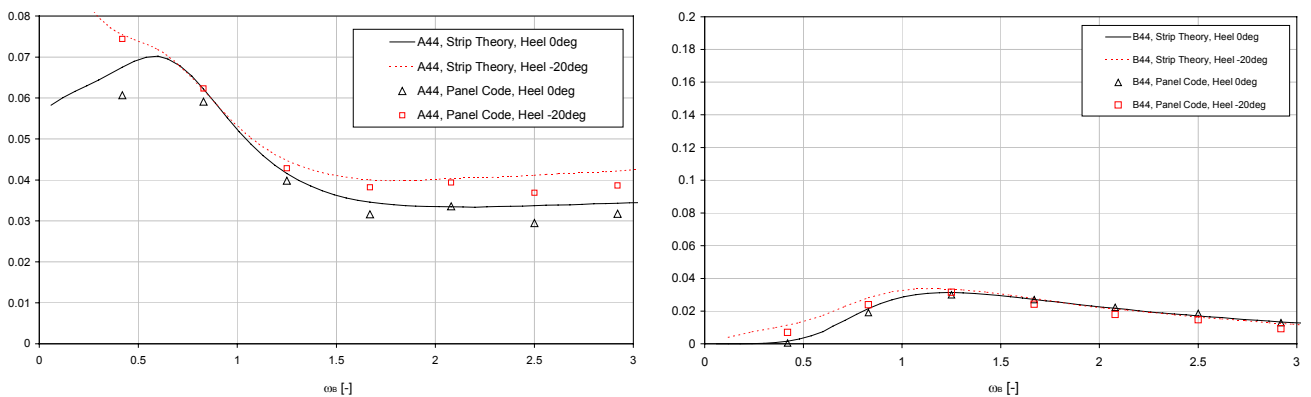 0.08
0.07
0.06
0.05
0.04
0.03
0.02
0.01
0
A44, Strip Theory, Heel 0deg
A44, Strip Theory, Heel -20deg
A44, Panel Code, Heel 0deg
A44, Panel Code, Heel -20deg
0 0.5 1 1.5 2 2.5 3
ωB [-]
0.2
0.18
0.16
0.14
0.12
0.1
0.08
0.06
0.04
0.02
0
B44, Strip Theory, Heel 0deg
B44, Strip Theory, Heel -20deg
B44, Panel Code, Heel 0deg
B44, Panel Code, Heel -20deg
0 0.5 1 1.5 2 2.5 3
ωB [-]